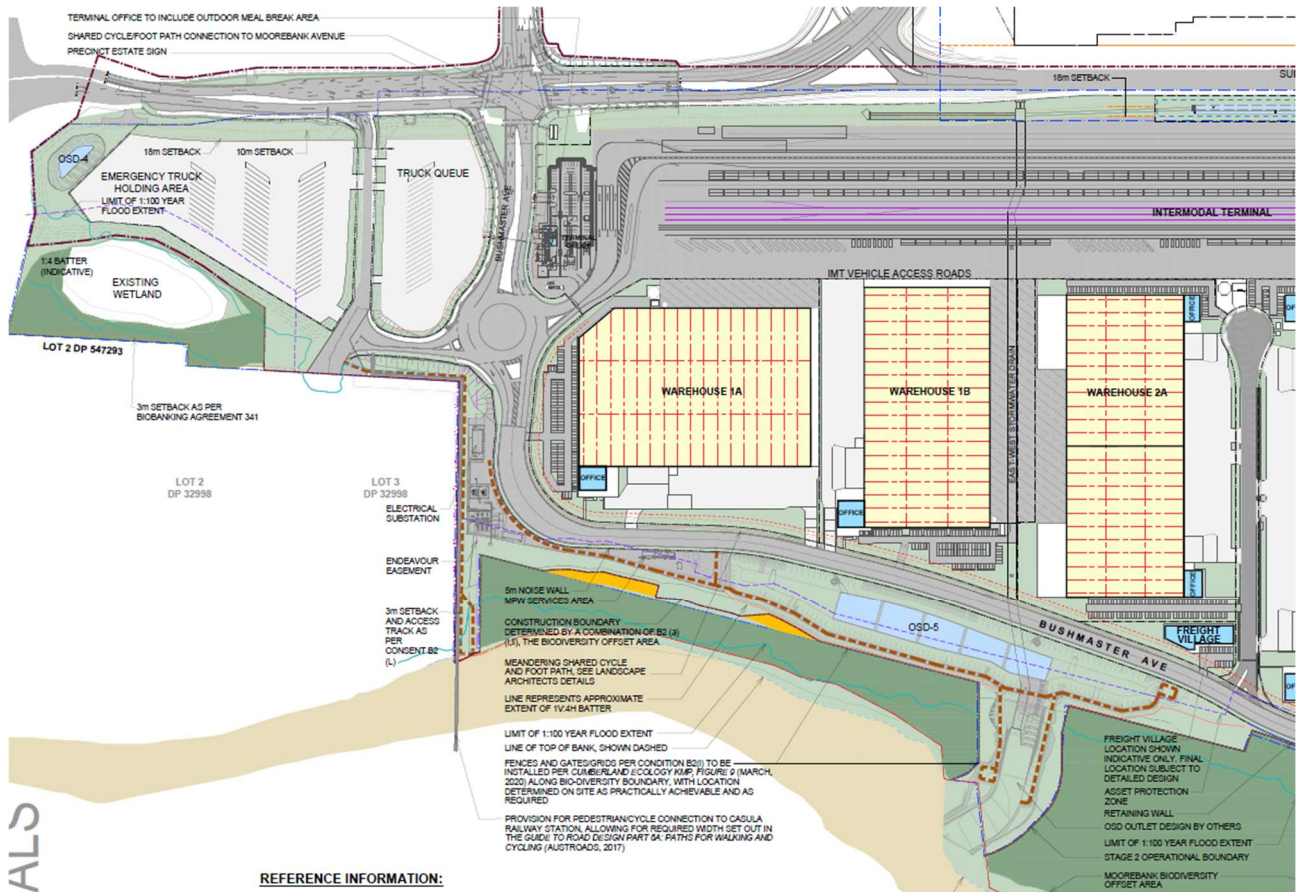 TERMINAL OFFICE TO INCLUDE OUTDOOR MEAL BREAK AREA
SHARED CYCLE/FOOT PATH CONNECTION TO MOOREBANK AVENUE
PRECINCT ESTATE SIGN
18m SETBACK
SU
OSD-4
18m SETBACK
10m SETBACK
EMERGENCY TRUCK
HOLDING AREA
LIMIT OF 1:100 YEAR
FLOOD EXTENT
TRUCK QUEUE
BUSHMASTER AVE
TERMINAL
OFFICE
INTERMODAL TERMINAL
1:4 BATTER
(INDICATIVE)
EXISTING
WETLAND
IMT VEHICLE ACCESS ROADS
OFFICE
OF
LOT 2 DP 547293
WAREHOUSE 1A
WAREHOUSE 1B
WAREHOUSE 2A
EAST-WEST STORMWATER DRAIN
3m SETBACK AS PER
BIOBANKING AGREEMENT 341
LOT 2
DP 32998
LOT 3
DP 32998
OFFICE
OFFICE
OFFICE
ELECTRICAL
SUBSTATION
ENDEAVOUR
EASEMENT
3m SETBACK
AND ACCESS
TRACK AS
PER
CONSENT B2
(L)
5m NOISE WALL
MPW SERVICES AREA
CONSTRUCTION BOUNDARY
DETERMINED BY A COMBINATION OF B2 (a)
(i,ii), THE BIODIVERSITY OFFSET AREA
MEANDERING SHARED CYCLE
AND FOOT PATH, SEE LANDSCAPE
ARCHITECTS DETAILS
LINE REPRESENTS APPROXIMATE
EXTENT OF 1V:4H BATTER
LIMIT OF 1:100 YEAR FLOOD EXTENT
LINE OF TOP OF BANK, SHOWN DASHED
FENCES AND GATES/GRIDS PER CONDITION B2(l) TO BE
INSTALLED PER CUMBERLAND ECOLOGY KMP, FIGURE 9 (MARCH,
2020) ALONG BIO-DIVERSITY BOUNDARY, WITH LOCATION
DETERMINED ON SITE AS PRACTICALLY ACHIEVABLE AND AS
REQUIRED
PROVISION FOR PEDESTRIAN/CYCLE CONNECTION TO CASULA
RAILWAY STATION, ALLOWING FOR REQUIRED WIDTH SET OUT IN
THE GUIDE TO ROAD DESIGN PART 6A: PATHS FOR WALKING AND
CYCLING (AUSTROADS, 2017)
OSD-5
BUSHMASTER AVE
FREIGHT
VILLAGE
OF
FREIGHT VILLAGE
LOCATION SHOWN
INDICATIVE ONLY. FINAL
LOCATION SUBJECT TO
DETAILED DESIGN
ASSET PROTECTION
ZONE
RETAINING WALL
OSD OUTLET DESIGN BY OTHERS
LIMIT OF 1:100 YEAR FLOOD EXTENT
STAGE 2 OPERATIONAL BOUNDARY
MOOREBANK BIODIVERSITY
OFFSET AREA
ALS
REFERENCE INFORMATION: